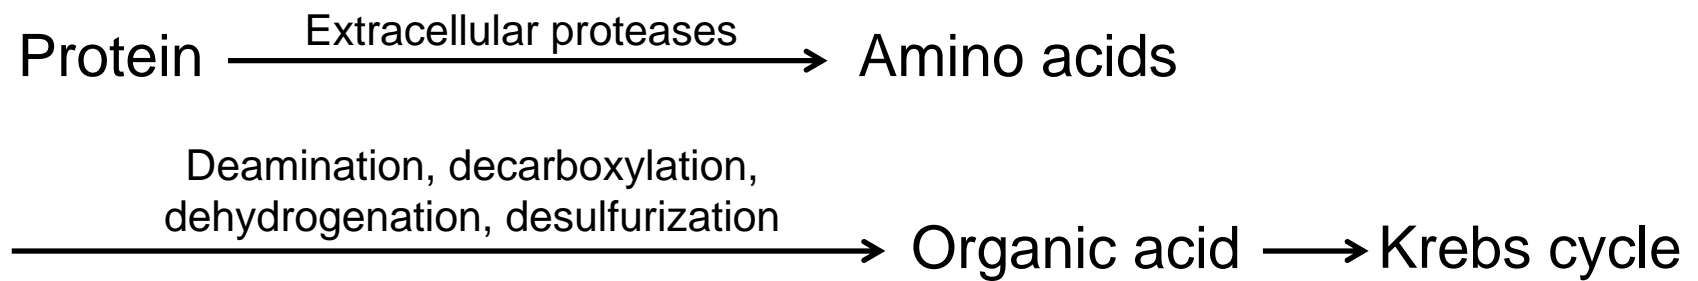 Protein Extracellular proteases Amino acids
Deamination, decarboxylation,
dehydrogenation, desulfurization
Organic acid Krebs cycle